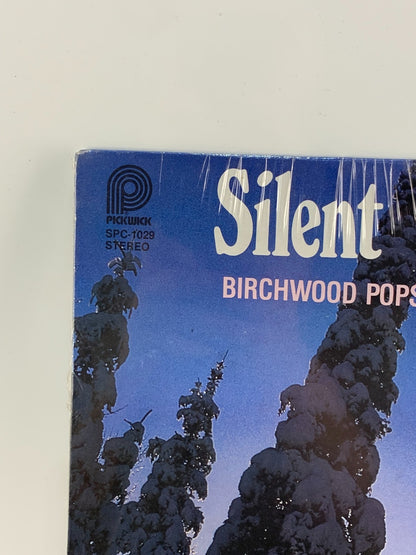 PICKWICK
SPC-1029
STEREO
Silent
BIRCHWOOD POPS